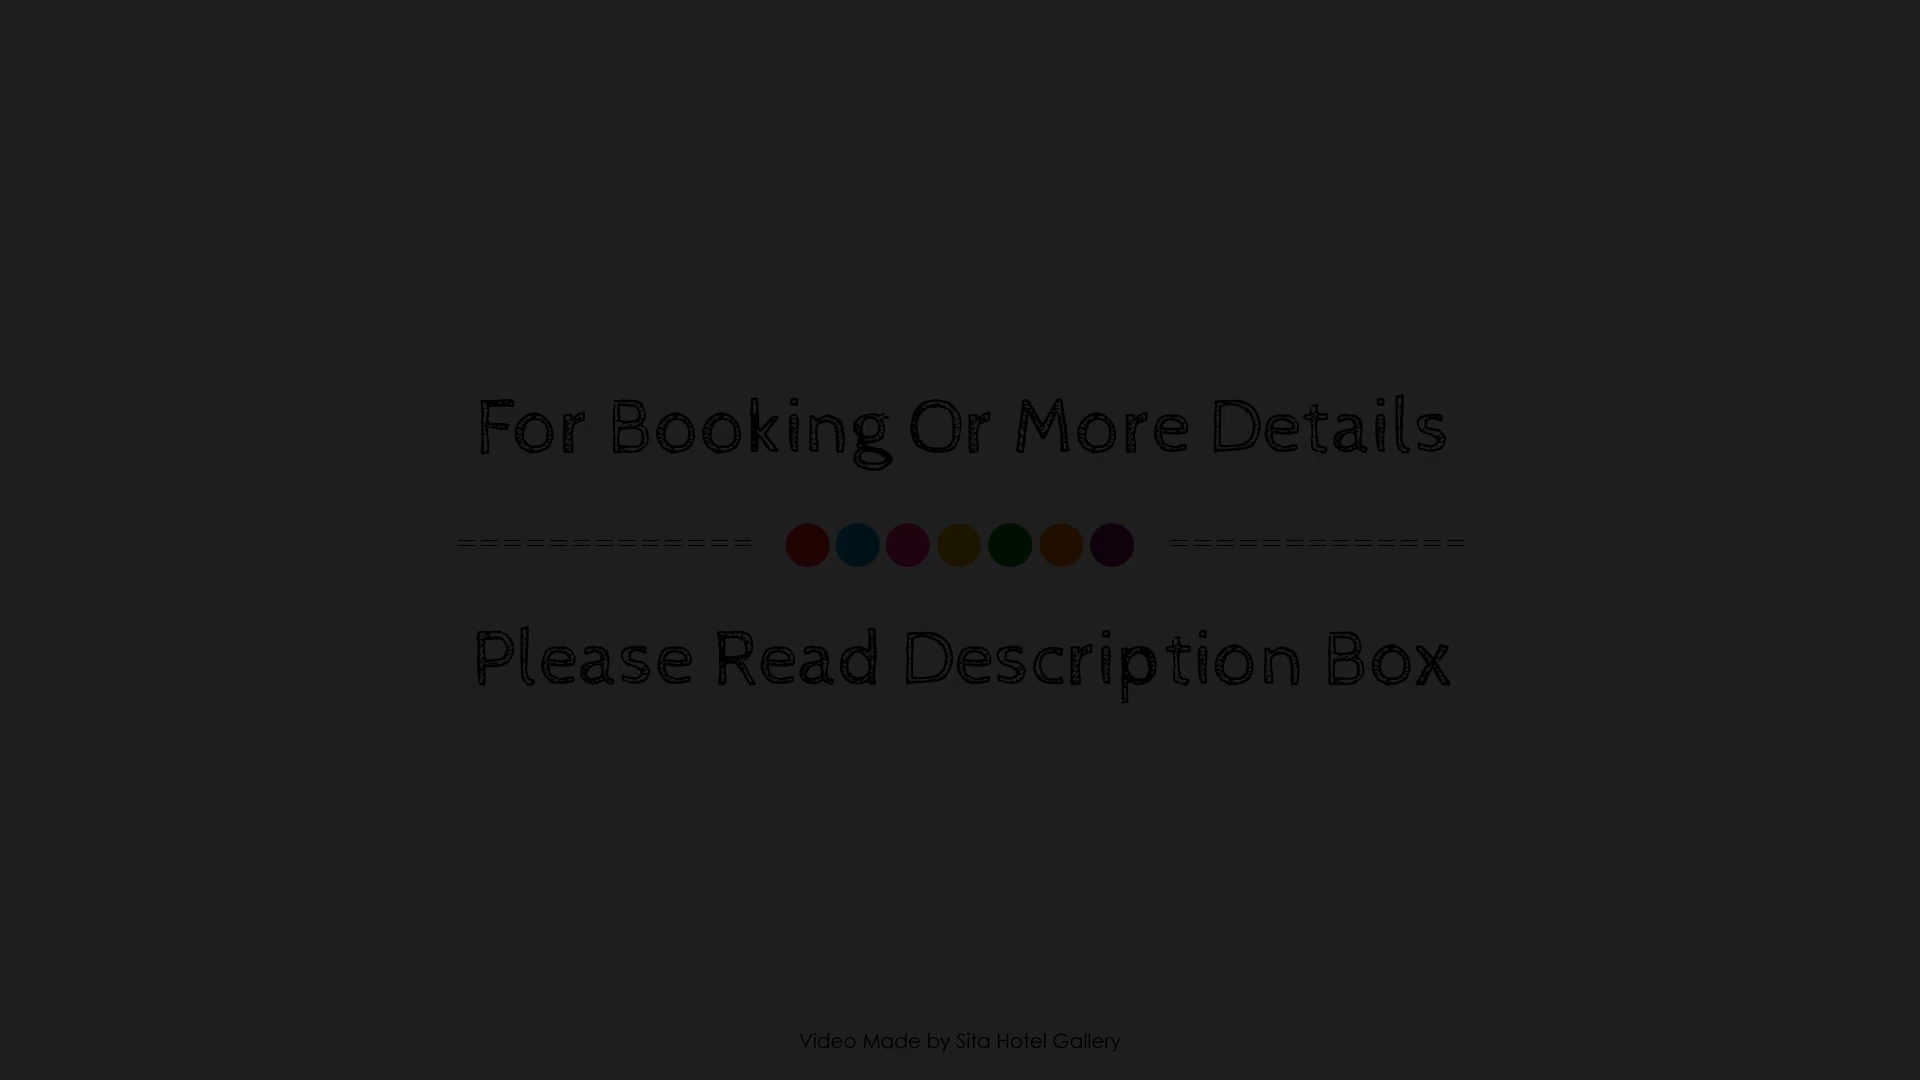 For Booking Or More Details
============= =============
Please Read Description Box
Video Made by Sita Hotel Gallery